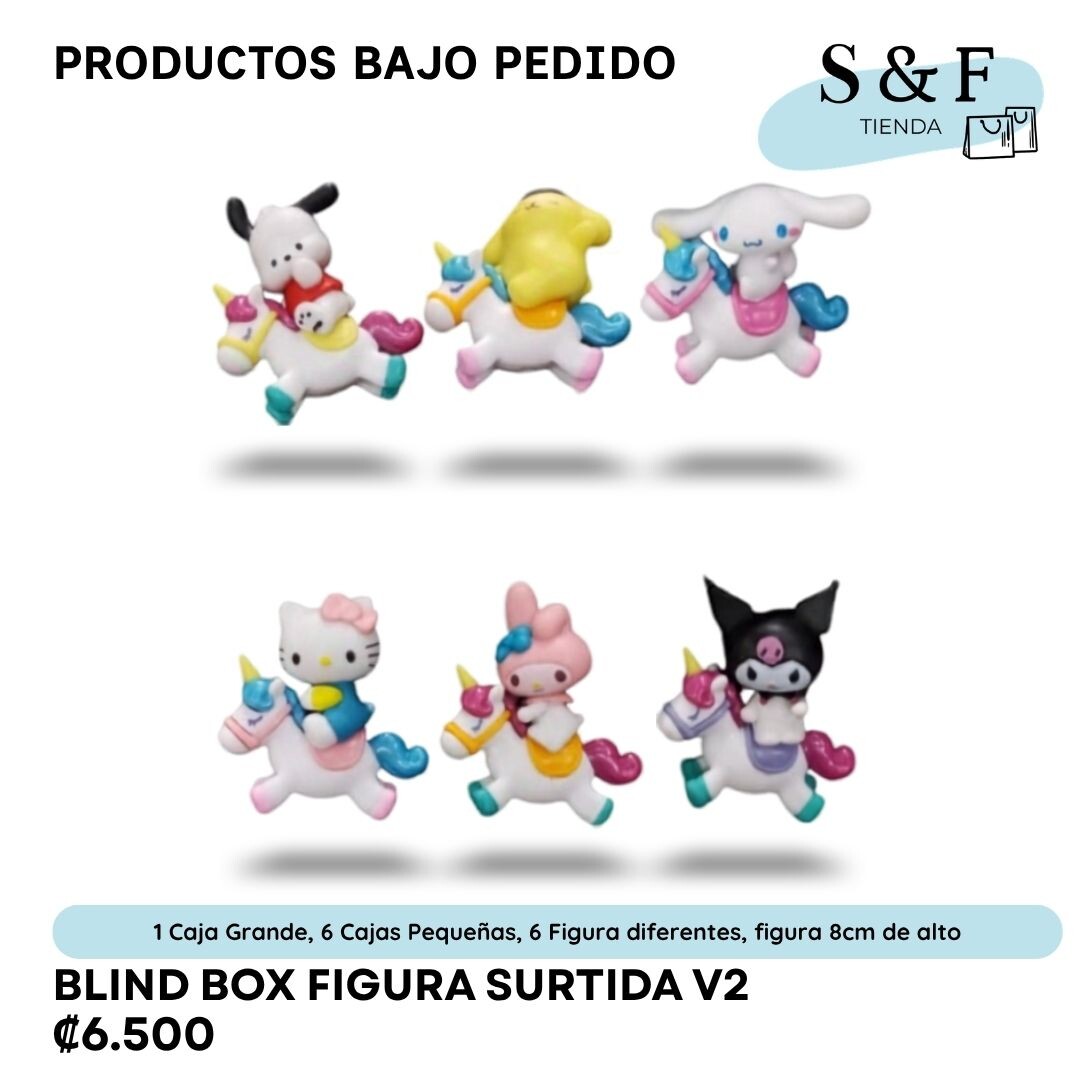 PRODUCTOS BAJO PEDIDO
S & F
TIENDA
1 Caja Grande, 6 Cajas Pequeñas, 6 Figura diferentes, figura 8cm de alto
BLIND BOX FIGURA SURTIDA V2
₡6.500